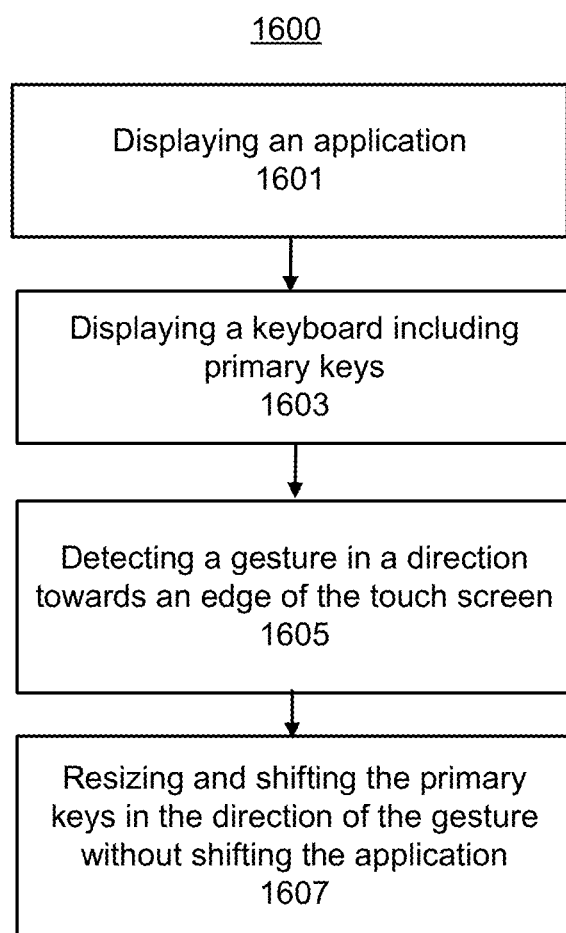 1600
Displaying an application
1601
Displaying a keyboard including
primary keys
1603
Detecting a gesture in a direction
towards an edge of the touch screen
1605
Resizing and shifting the primary
keys in the direction of the gesture
without shifting the application
1607